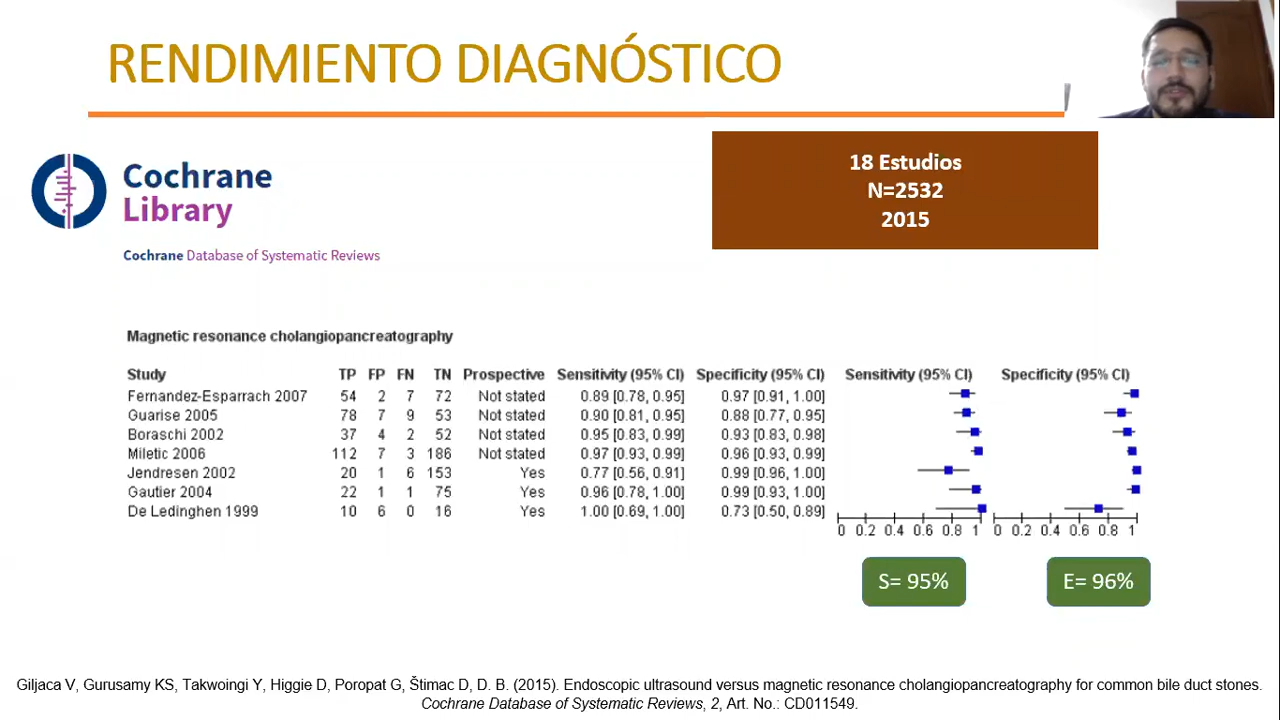 RENDIMIENTO DIAGNÓSTICO
Cochrane
Library
Cochrane Database of Systematic Reviews
18 Estudios
N=2532
2015
Magnetic resonance cholangiopancreatography
Study TP FP FN TN Prospective Sensitivity (95% CI) Specificity (95% CI) Sensitivity (95% CI) Specificity (95% CI)
Fernandez-Esparrach 2007 54 2 7 72 Not stated 0.89 [0.78, 0.95] 0.97 [0.91, 1.00]
Guarise 2005 78 7 9 53 Not stated 0.90 [0.81, 0.95] 0.88 [0.77, 0.95]
Boraschi 2002 37 4 2 52 Not stated 0.95 [0.83, 0.99] 0.93 [0.83, 0.98]
Miletic 2006 112 7 3 186 Not stated 0.97 [0.93, 0.99] 0.96 [0.93, 0.99]
Jendresen 2002 20 1 6 153 Yes 0.77 [0.56, 0.91] 0.99 [0.96, 1.00]
Gautier 2004 22 1 1 75 Yes 0.96 [0.78, 1.00] 0.99 [0.93, 1.00]
De Ledinghen 1999 10 6 0 16 Yes 1.00 [0.69, 1.00] 0.73 [0.50, 0.89]
0 0.2 0.4 0.6 0.8 1 0 0.2 0.4 0.6 0.8 1
S= 95% E= 96%
Giljaca V, Gurusamy KS, Takwoingi Y, Higgie D, Poropat G, Štimac D, D. B. (2015). Endoscopic ultrasound versus magnetic resonance cholangiopancreatography for common bile duct stones.
Cochrane Database of Systematic Reviews, 2, Art. No.: CD011549.